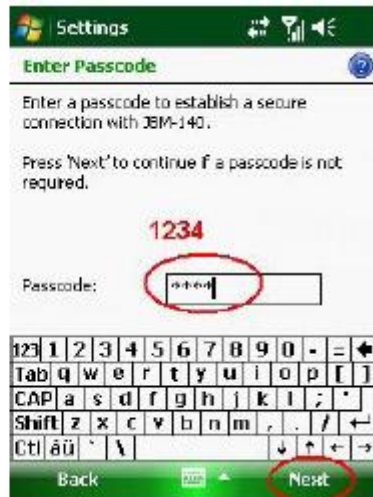 Settings
Enter Passcode
Enter a passcode to establish a secure
connection with JBM-140.
Press 'Next' to continue if a passcode is not
required.
1234
Passcode: ****
123 1 2 3 4 5 6 7 8 9 0 - = ←
Tab q w e r t y u i o p [ ]
CAP a s d f g h j k l ; '
Shift z x c v b n m , . / ↵
Ctl áü ` \ ↓ ↑ ← →
Back Next